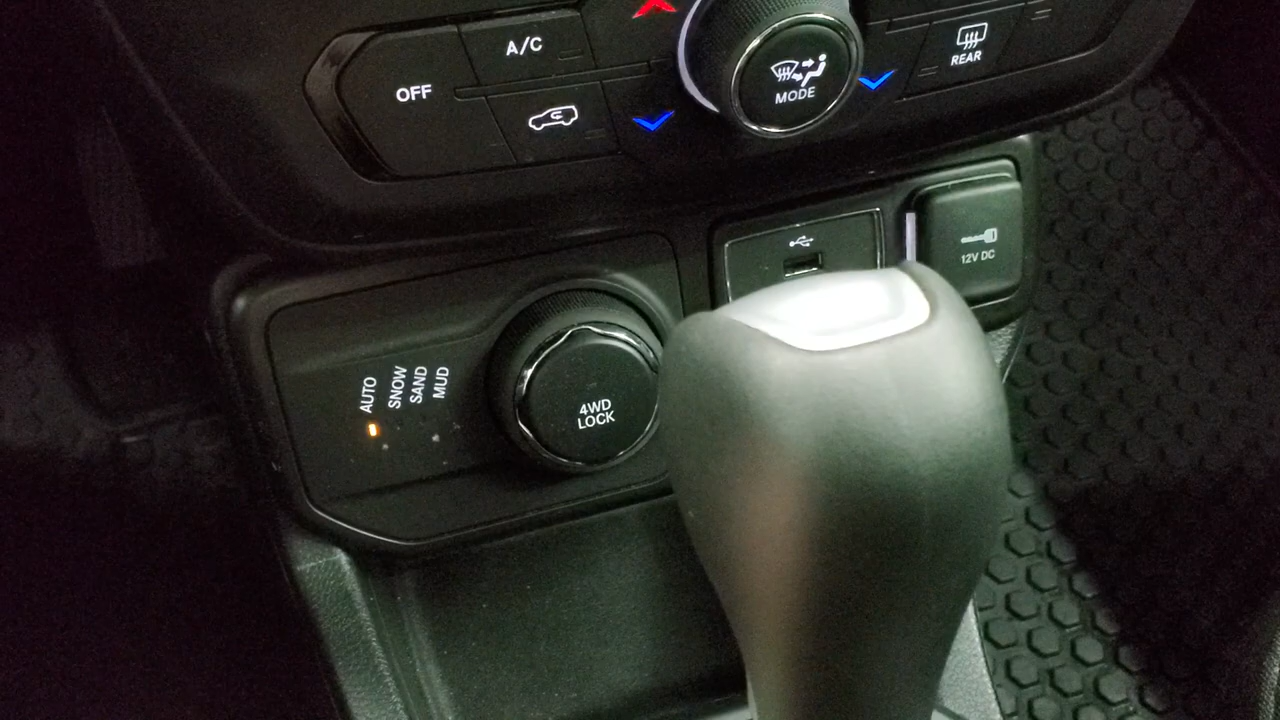 A/C
OFF
MODE
REAR
12V DC
AUTO
SNOW
SAND
MUD
4WD
LOCK